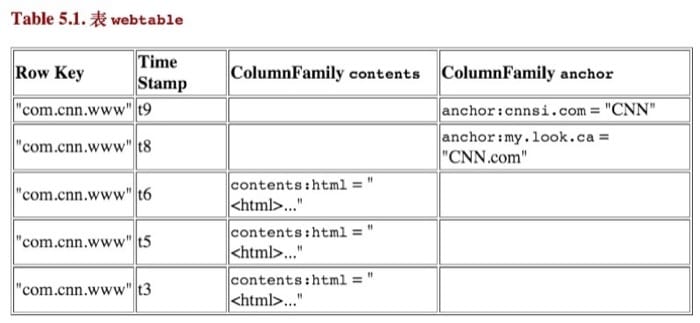 Table 5.1. 表 webtable
Row Key
Time
Stamp
ColumnFamily contents
ColumnFamily anchor
"com.cnn.www"
t9
anchor:cnnsi.com = "CNN"
"com.cnn.www"
t8
anchor:my.look.ca =
"CNN.com"
"com.cnn.www"
t6
contents:html = "
<html>..."
"com.cnn.www"
t5
contents:html = "
<html>..."
"com.cnn.www"
t3
contents:html = "
<html>..."